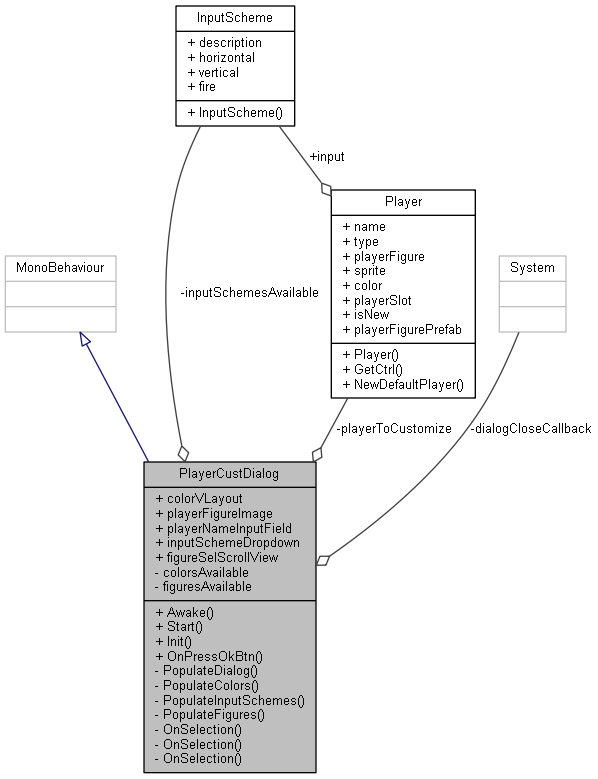 InputScheme
+ description
+ horizontal
+ vertical
+ fire
+ InputScheme()
+input
Player
+ name
+ type
+ playerFigure
+ sprite
+ color
+ playerSlot
+ isNew
+ playerFigurePrefab
+ Player()
+ GetCtrl()
+ NewDefaultPlayer()
MonoBehaviour
System
-inputSchemesAvailable
-playerToCustomize
-dialogCloseCallback
PlayerCustDialog
+ colorVLayout
+ playerFigureImage
+ playerNameInputField
+ inputSchemeDropdown
+ figureSelScrollView
- colorsAvailable
- figuresAvailable
+ Awake()
+ Start()
+ Init()
+ OnPressOkBtn()
- PopulateDialog()
- PopulateColors()
- PopulateInputSchemes()
- PopulateFigures()
- OnSelection()
- OnSelection()
- OnSelection()